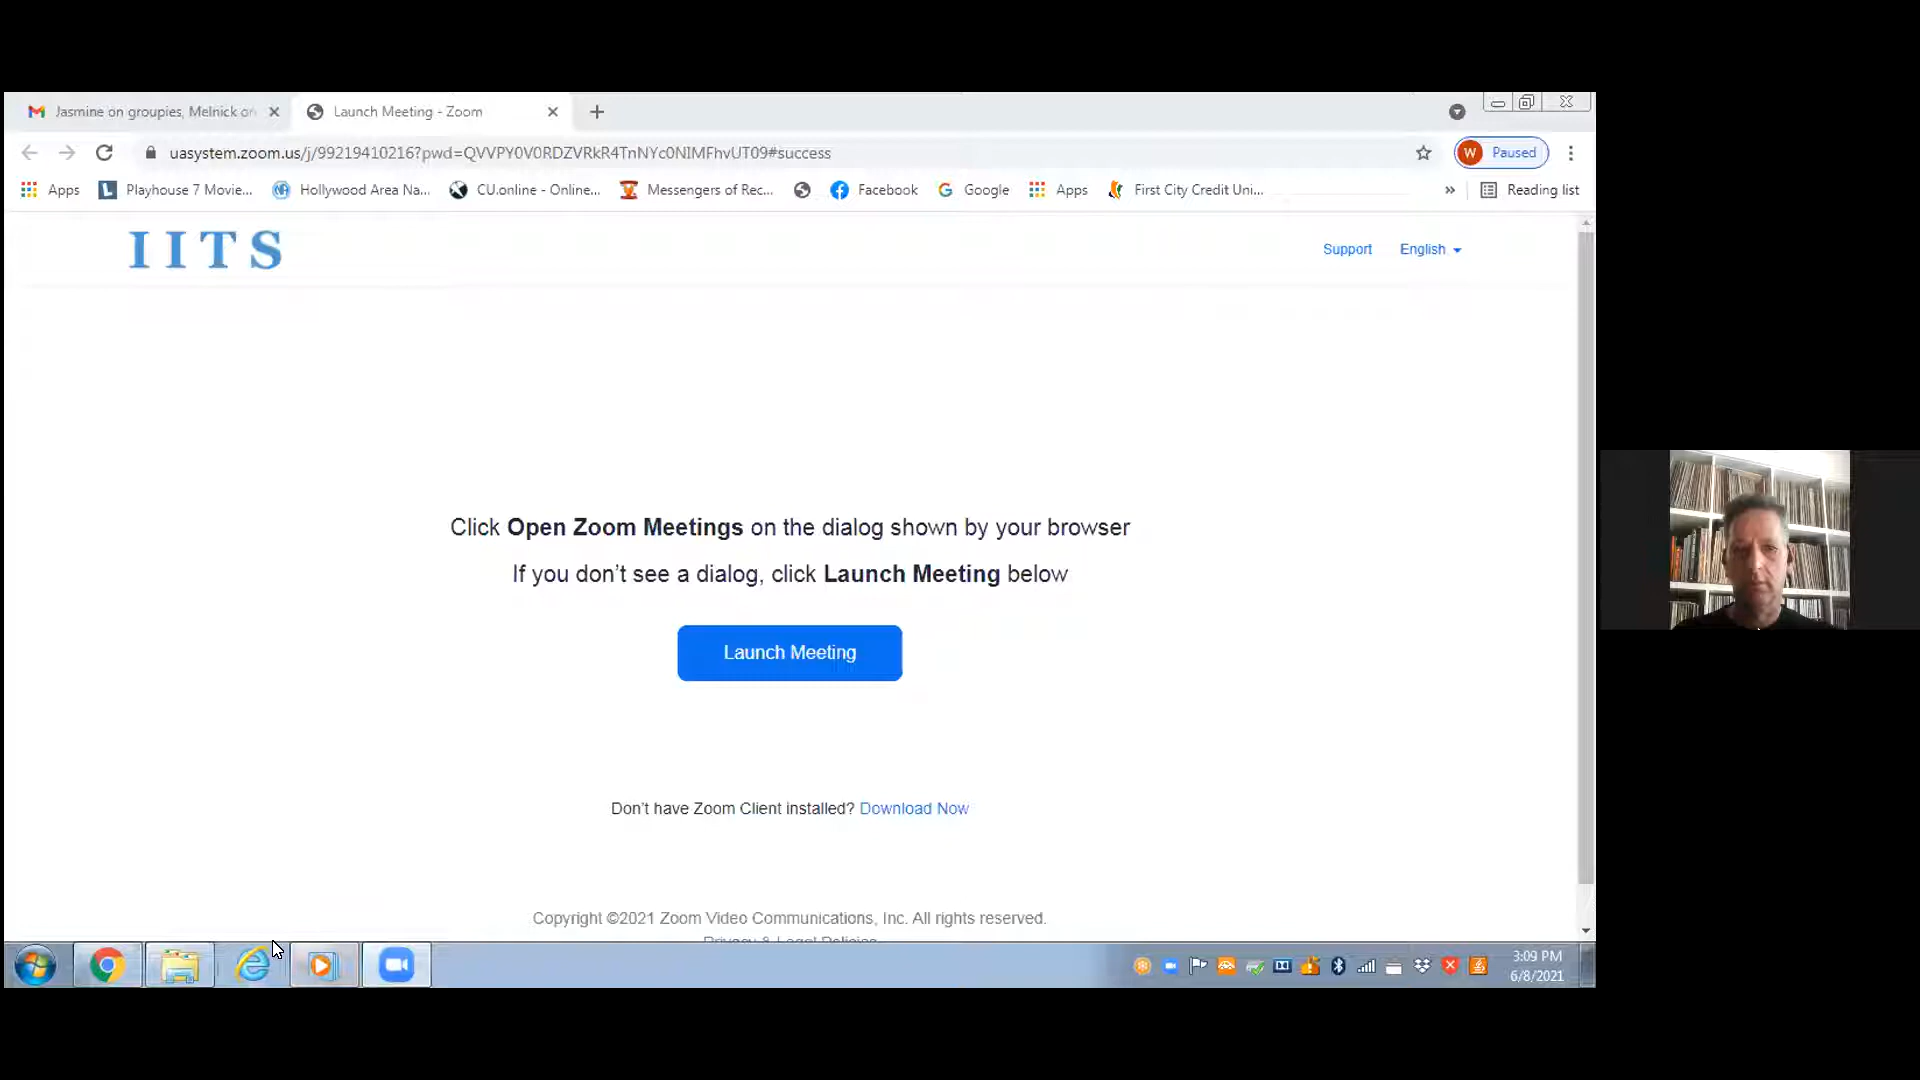 Jasmine on groupies, Melnick on
Launch Meeting - Zoom
uasystem.zoom.us/j/99219410216?pwd=QVVPY0V0RDZVRkR4TnNYc0NIMFhvUT09#success
W Paused
Apps Playhouse 7 Movie... Hollywood Area Na... CU.online - Online... Messengers of Rec... Facebook Google Apps First City Credit Uni... » Reading list
IITS
Support English
Click Open Zoom Meetings on the dialog shown by your browser
If you don't see a dialog, click Launch Meeting below
Launch Meeting
Don't have Zoom Client installed? Download Now
Copyright ©2021 Zoom Video Communications, Inc. All rights reserved.
Privacy & Legal Policies
3:09 PM
6/8/2021